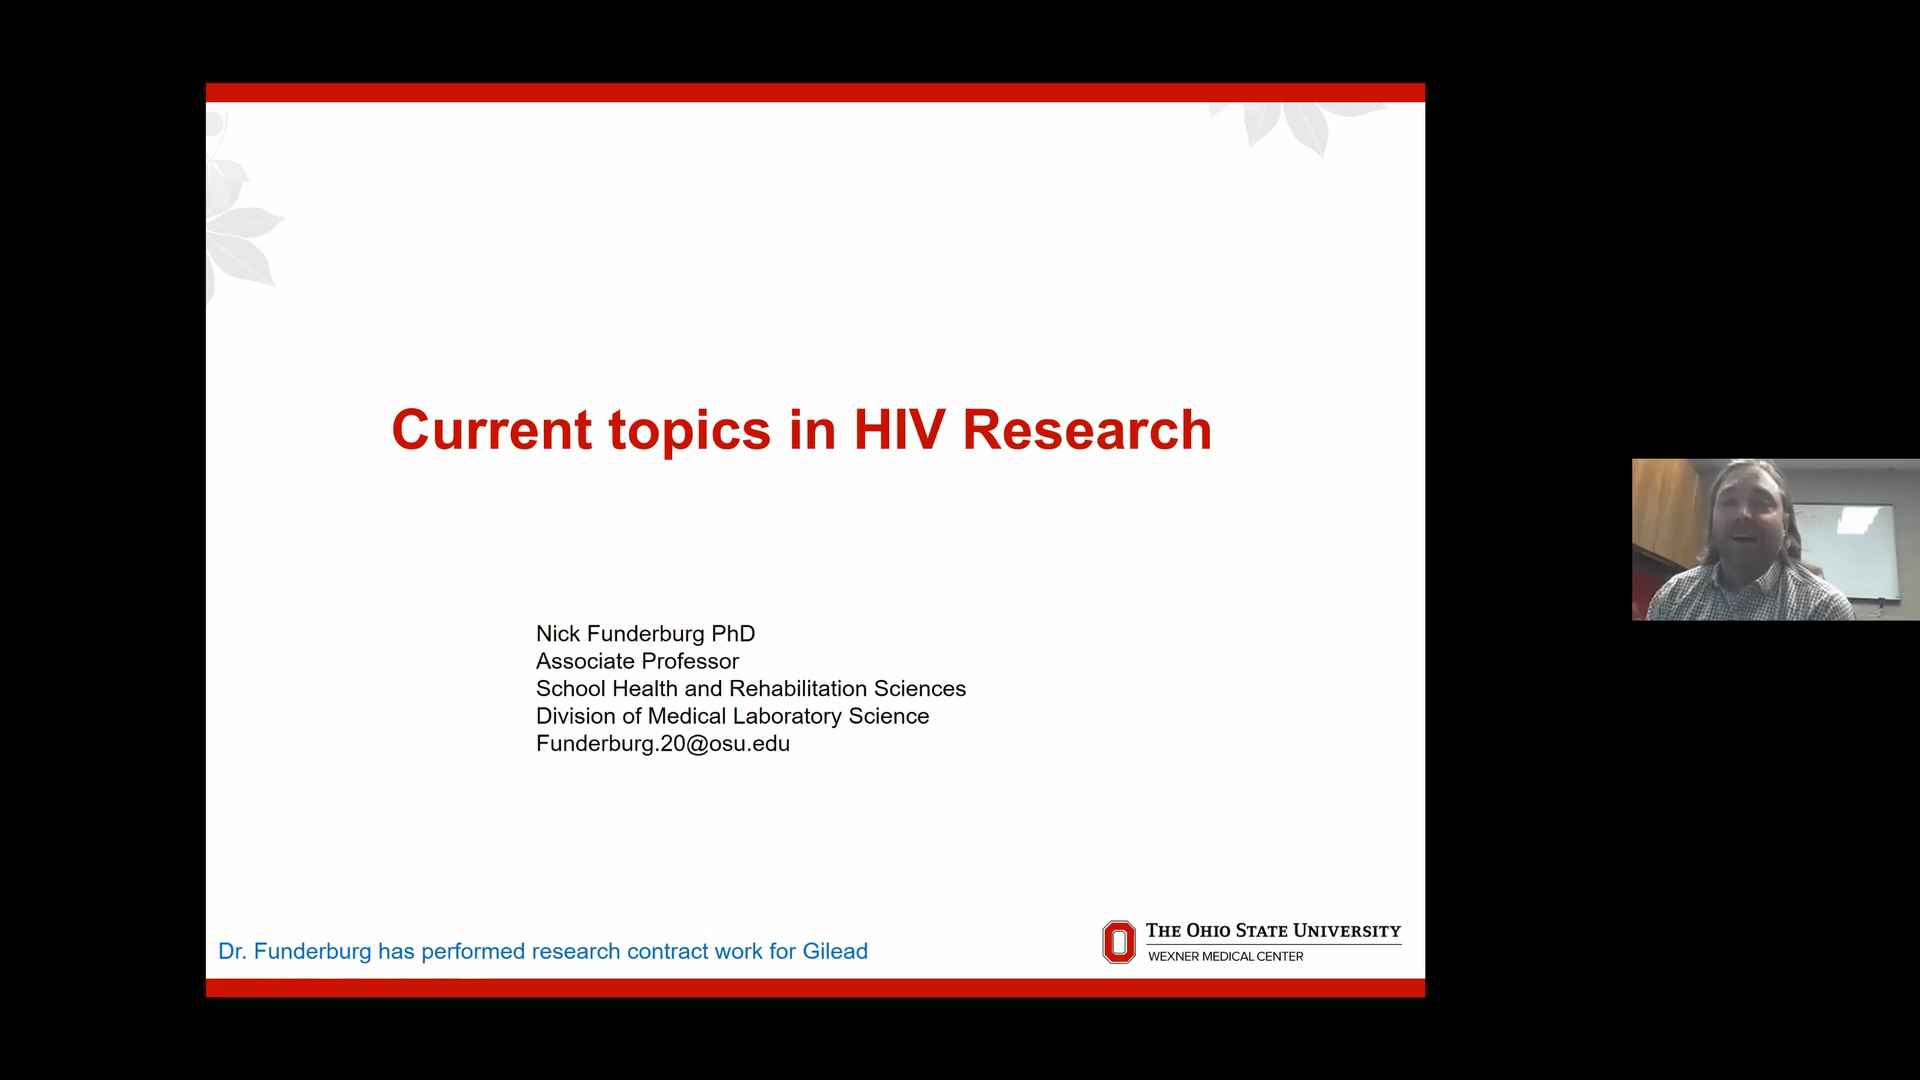 Current topics in HIV Research
Nick Funderburg PhD
Associate Professor
School Health and Rehabilitation Sciences
Division of Medical Laboratory Science
Funderburg.20@osu.edu
Dr. Funderburg has performed research contract work for Gilead
THE OHIO STATE UNIVERSITY
WEXNER MEDICAL CENTER